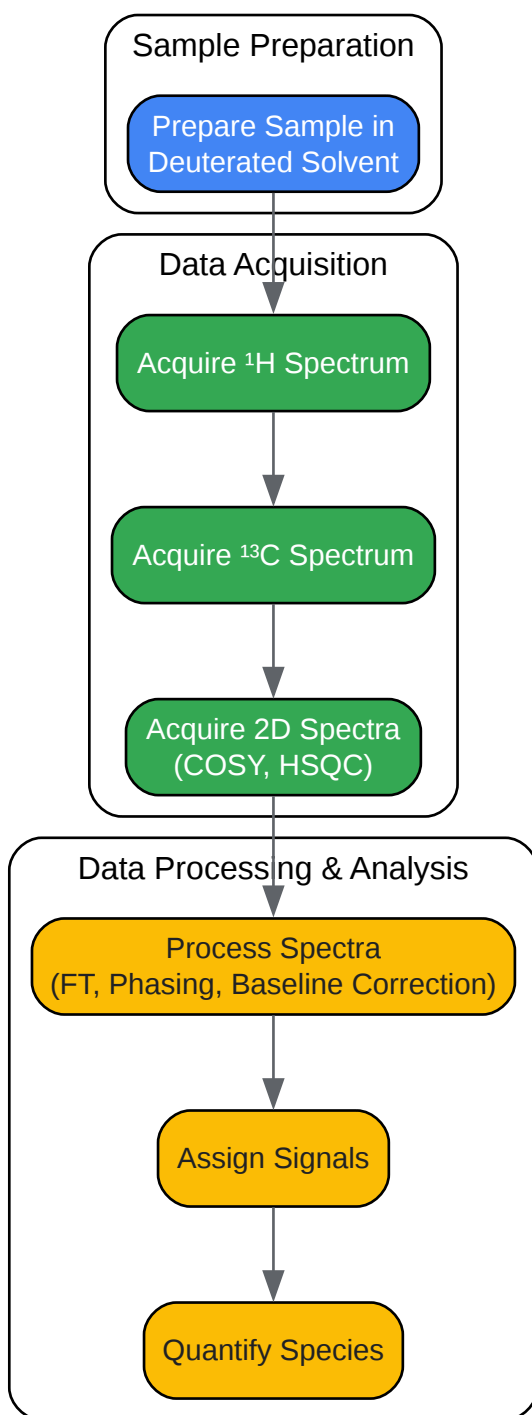 Sample Preparation
Prepare Sample in
Deuterated Solvent
Data Acquisition
Acquire ¹H Spectrum
Acquire ¹³C Spectrum
Acquire 2D Spectra
(COSY, HSQC)
Data Processing & Analysis
Process Spectra
(FT, Phasing, Baseline Correction)
Assign Signals
Quantify Species